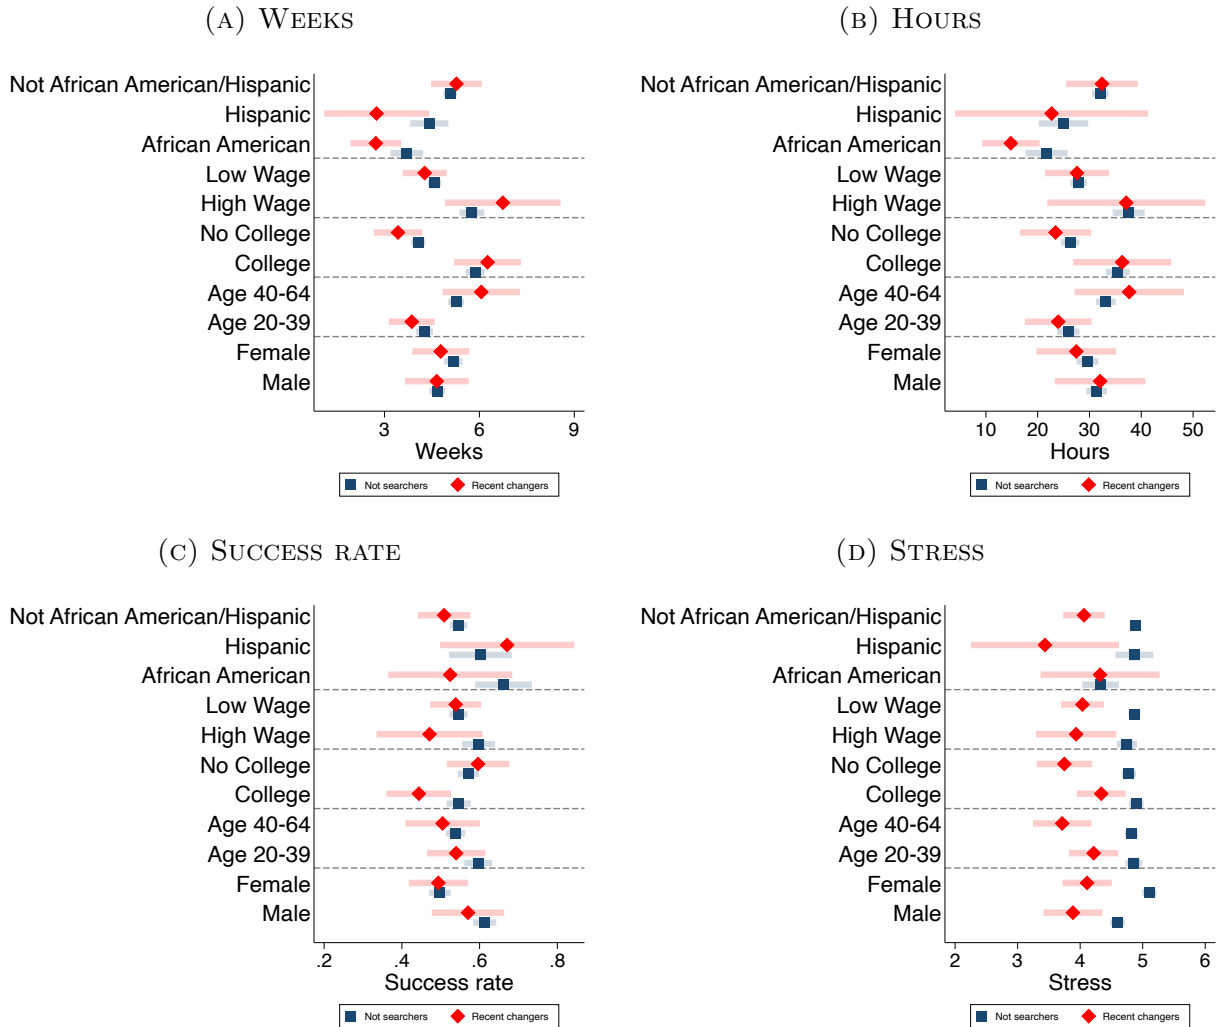 (A) WEEKS
Not African American/Hispanic
Hispanic
African American
Low Wage
High Wage
No College
College
Age 40-64
Age 20-39
Female
Male
3 6 9
Weeks
Not searchers Recent changers
(B) HOURS
Not African American/Hispanic
Hispanic
African American
Low Wage
High Wage
No College
College
Age 40-64
Age 20-39
Female
Male
10 20 30 40 50
Hours
Not searchers Recent changers
(C) SUCCESS RATE
Not African American/Hispanic
Hispanic
African American
Low Wage
High Wage
No College
College
Age 40-64
Age 20-39
Female
Male
.2 .4 .6 .8
Success rate
Not searchers Recent changers
(D) STRESS
Not African American/Hispanic
Hispanic
African American
Low Wage
High Wage
No College
College
Age 40-64
Age 20-39
Female
Male
2 3 4 5 6
Stress
Not searchers Recent changers